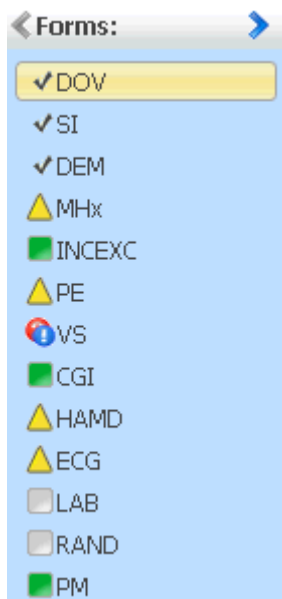 Forms:
DOV
SI
DEM
MHx
INCEXC
PE
VS
CGI
HAMD
ECG
LAB
RAND
PM